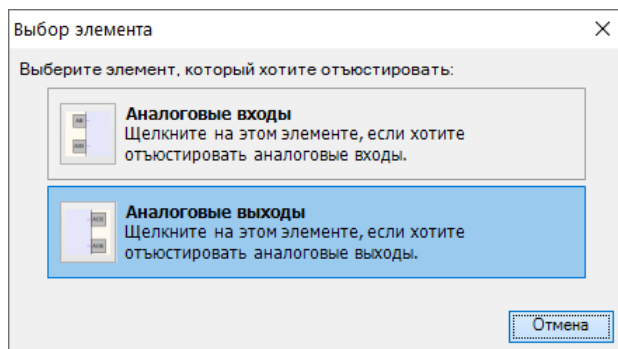 Выбор элемента
Выберите элемент, который хотите отъюстировать:
Аналоговые входы
Щелкните на этом элементе, если хотите
отъюстировать аналоговые входы.
Аналоговые выходы
Щелкните на этом элементе, если хотите
отъюстировать аналоговые выходы.
Отмена